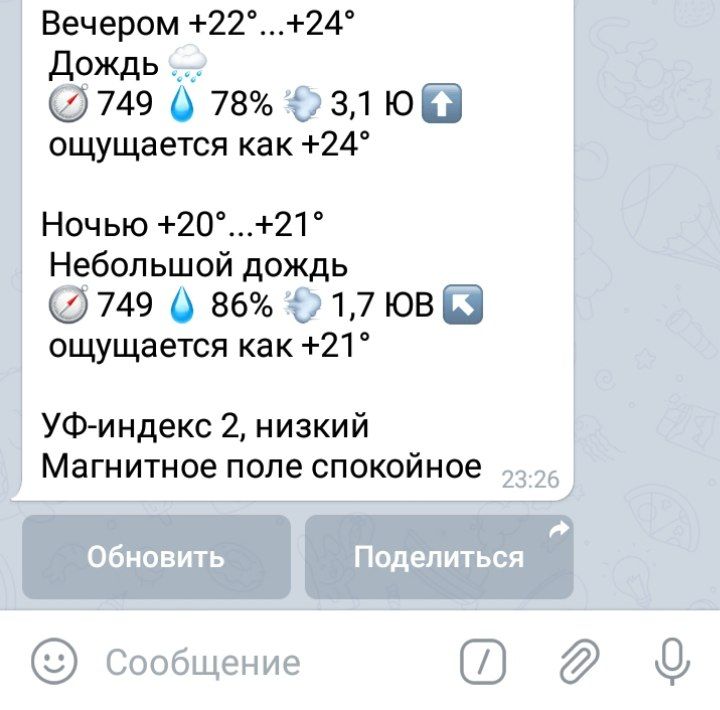 Вечером +22°...+24°
Дождь 🌧
🧭 749 💧 78% 💨 3,1 Ю ⬆️
ощущается как +24°
Ночью +20°...+21°
Небольшой дождь
🧭 749 💧 86% 💨 1,7 ЮВ ↖️
ощущается как +21°
УФ-индекс 2, низкий
Магнитное поле спокойное 23:26
Обновить Поделиться
Сообщение /